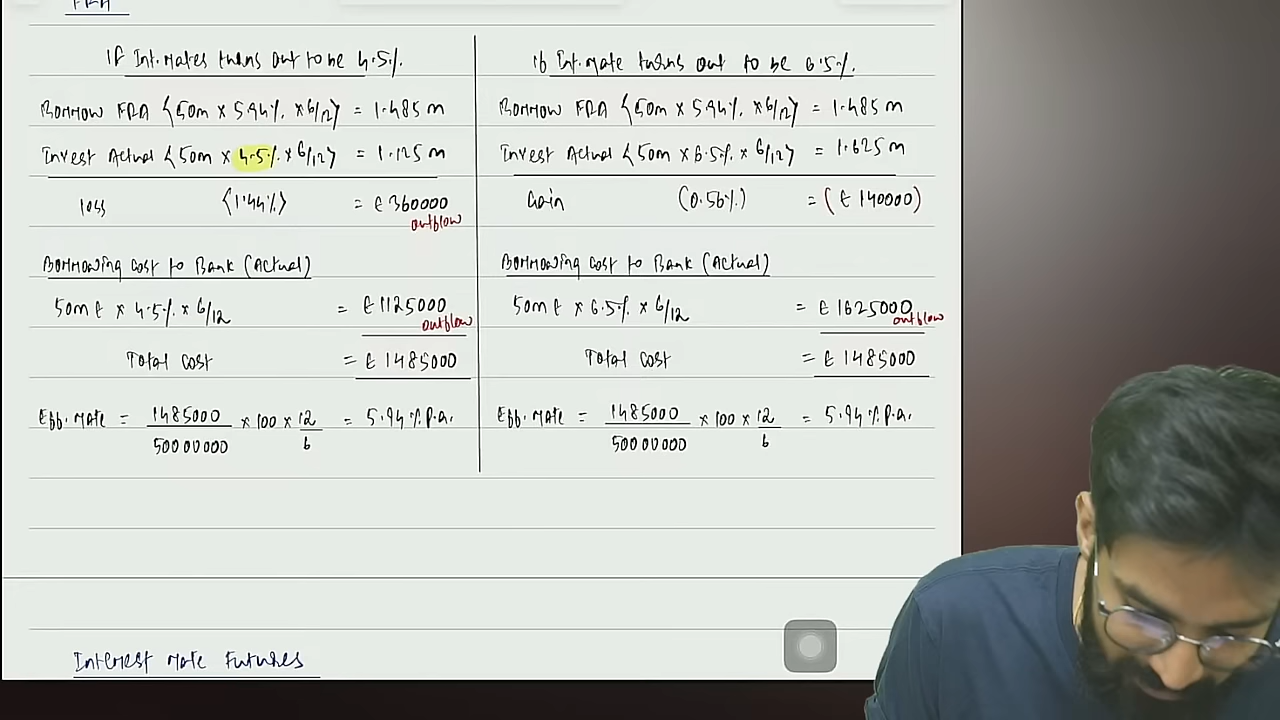 FRA
If Int. Rates turns out to be 4.5%.
Borrow FRA {50m × 5.94% × 6/12} = 1.485 m
Invest Actual {50m × 4.5% × 6/12} = 1.125 m
Loss {1.44%} = £360000
outflow
Borrowing Cost to Bank (Actual)
50m £ × 4.5% × 6/12 = £1125000
outflow
Total Cost = £1485000
Eff. Rate = 1485000 / 50000000 × 100 × 12/6 = 5.94% P.a.
If Int. Rate turns out to be 6.5%.
Borrow FRA {50m × 5.94% × 6/12} = 1.485 m
Invest Actual {50m × 6.5% × 6/12} = 1.625 m
Gain (0.56%) = (£140000)
Borrowing Cost to Bank (Actual)
50m £ × 6.5% × 6/12 = £1625000
outflow
Total Cost = £1485000
Eff. Rate = 1485000 / 50000000 × 100 × 12/6 = 5.94% P.a.
Interest Rate Futures